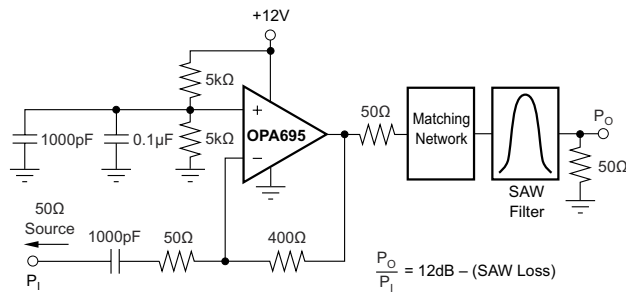 +12V
5kΩ
5kΩ
1000pF
0.1µF
+
OPA695
−
50Ω
Matching
Network
SAW
Filter
P_O
50Ω
50Ω
Source
P_I
1000pF
50Ω
400Ω
P_O
P_I
= 12dB – (SAW Loss)